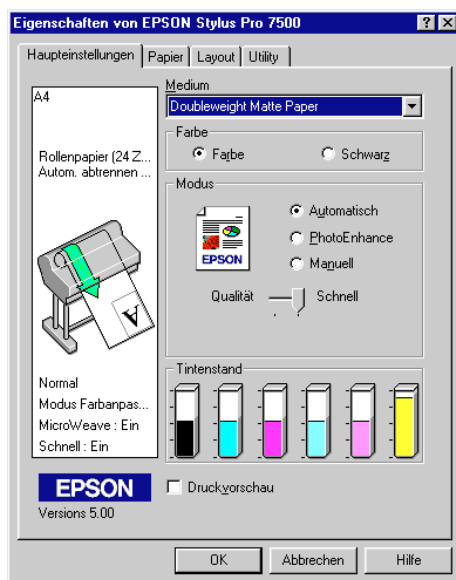 Eigenschaften von EPSON Stylus Pro 7500
Haupteinstellungen Papier Layout Utility
A4
Rollenpapier (24 Z...
Autom. abtrennen ...
A
Normal
Modus Farbanpas...
MicroWeave : Ein
Schnell : Ein
EPSON
Versions 5.00
Medium
Doubleweight Matte Paper
Farbe
Farbe Schwarz
Modus
EPSON
Automatisch
PhotoEnhance
Manuell
Qualität Schnell
Tintenstand
Druckvorschau
OK Abbrechen Hilfe